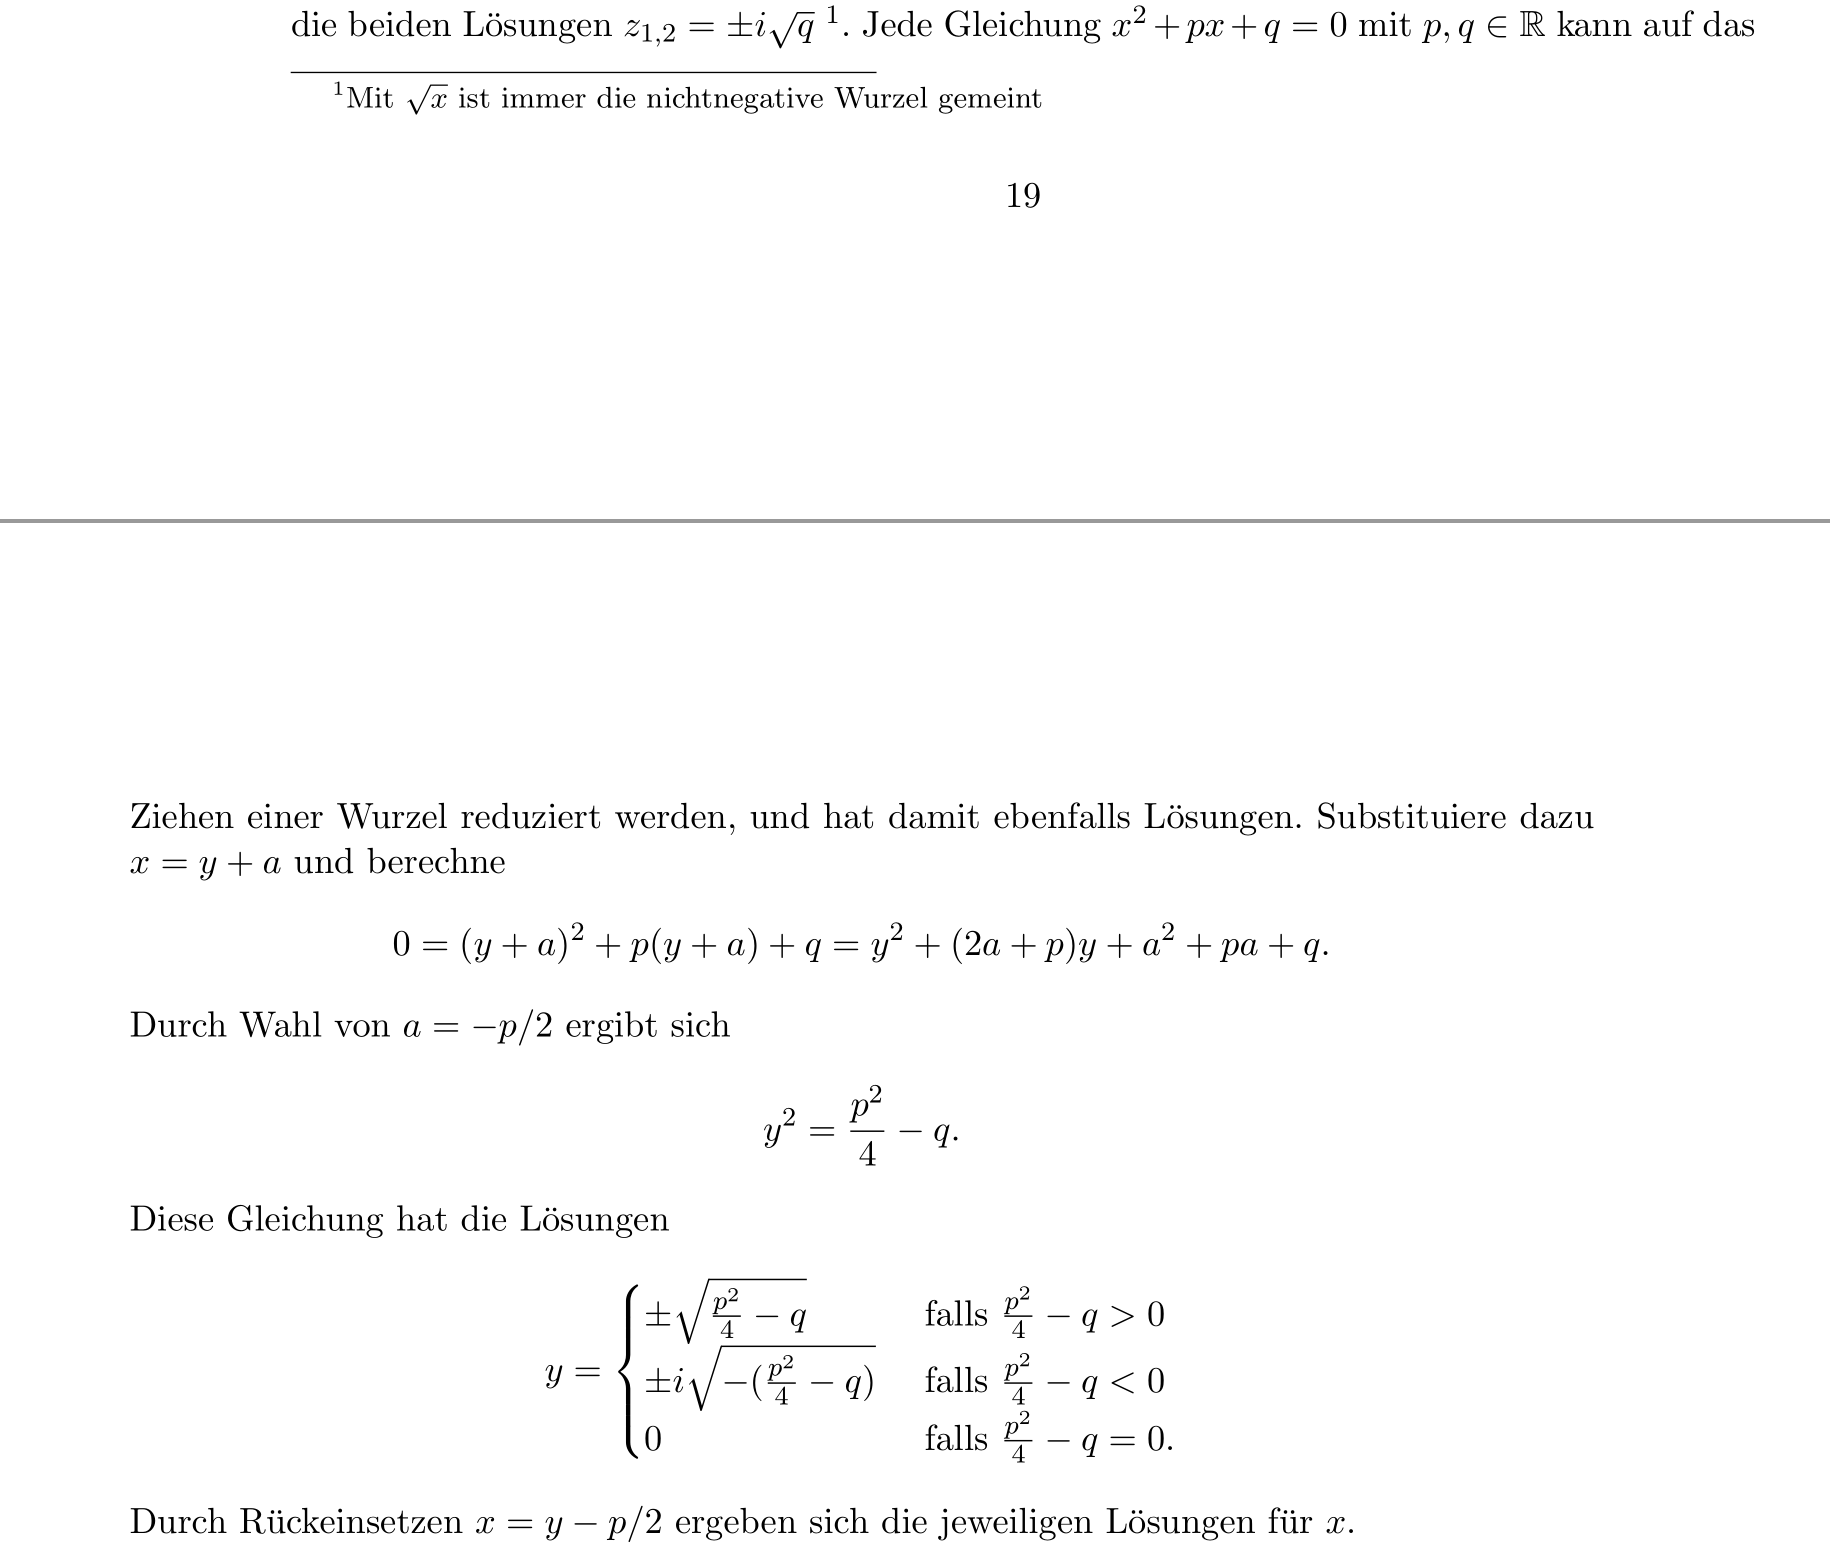 die beiden Lösungen $z_{1,2} = \pm i\sqrt{q}$ $^1$. Jede Gleichung $x^2 + px + q = 0$ mit $p, q \in \mathbb{R}$ kann auf das
$^1$Mit $\sqrt{x}$ ist immer die nichtnegative Wurzel gemeint
19
Ziehen einer Wurzel reduziert werden, und hat damit ebenfalls Lösungen. Substituiere dazu
$x = y + a$ und berechne
$0 = (y + a)^2 + p(y + a) + q = y^2 + (2a + p)y + a^2 + pa + q.$
Durch Wahl von $a = -p/2$ ergibt sich
$y^2 = \frac{p^2}{4} - q.$
Diese Gleichung hat die Lösungen
$y = \begin{cases} \pm\sqrt{\frac{p^2}{4} - q} & \text{falls } \frac{p^2}{4} - q > 0 \\ \pm i\sqrt{-(\frac{p^2}{4} - q)} & \text{falls } \frac{p^2}{4} - q < 0 \\ 0 & \text{falls } \frac{p^2}{4} - q = 0. \end{cases}$
Durch Rückeinsetzen $x = y - p/2$ ergeben sich die jeweiligen Lösungen für $x$.